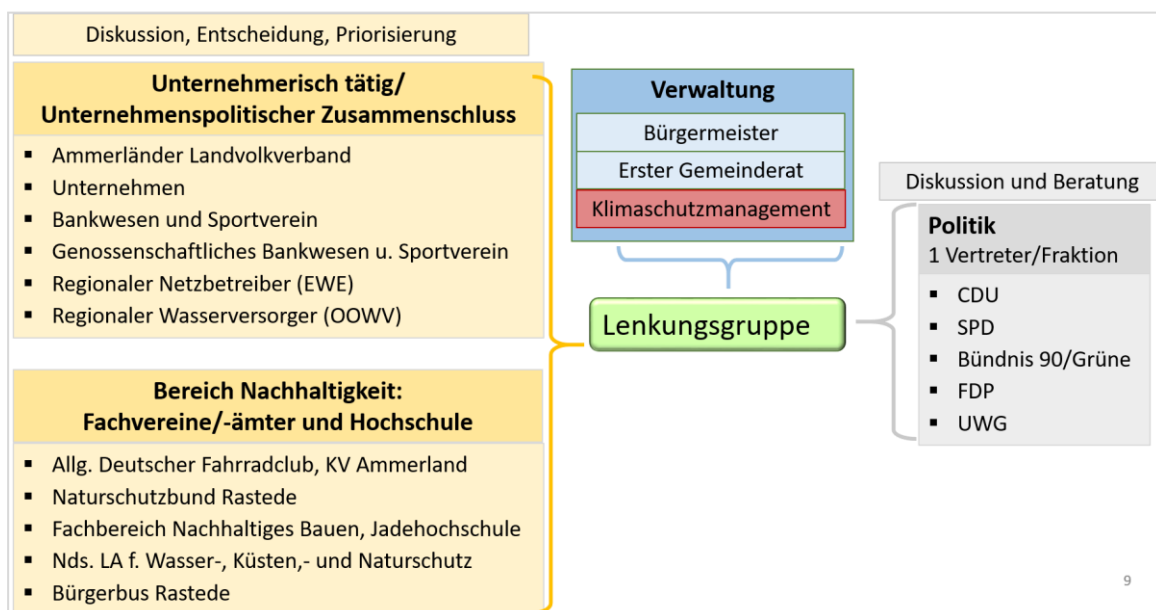 Diskussion, Entscheidung, Priorisierung
Unternehmerisch tätig/
Unternehmenspolitischer Zusammenschluss
▪ Ammerländer Landvolkverband
▪ Unternehmen
▪ Bankwesen und Sportverein
▪ Genossenschaftliches Bankwesen u. Sportverein
▪ Regionaler Netzbetreiber (EWE)
▪ Regionaler Wasserversorger (OOWV)
Bereich Nachhaltigkeit:
Fachvereine/-ämter und Hochschule
▪ Allg. Deutscher Fahrradclub, KV Ammerland
▪ Naturschutzbund Rastede
▪ Fachbereich Nachhaltiges Bauen, Jadehochschule
▪ Nds. LA f. Wasser-, Küsten,- und Naturschutz
▪ Bürgerbus Rastede
Verwaltung
Bürgermeister
Erster Gemeinderat
Klimaschutzmanagement
Lenkungsgruppe
Diskussion und Beratung
Politik
1 Vertreter/Fraktion
▪ CDU
▪ SPD
▪ Bündnis 90/Grüne
▪ FDP
▪ UWG
9